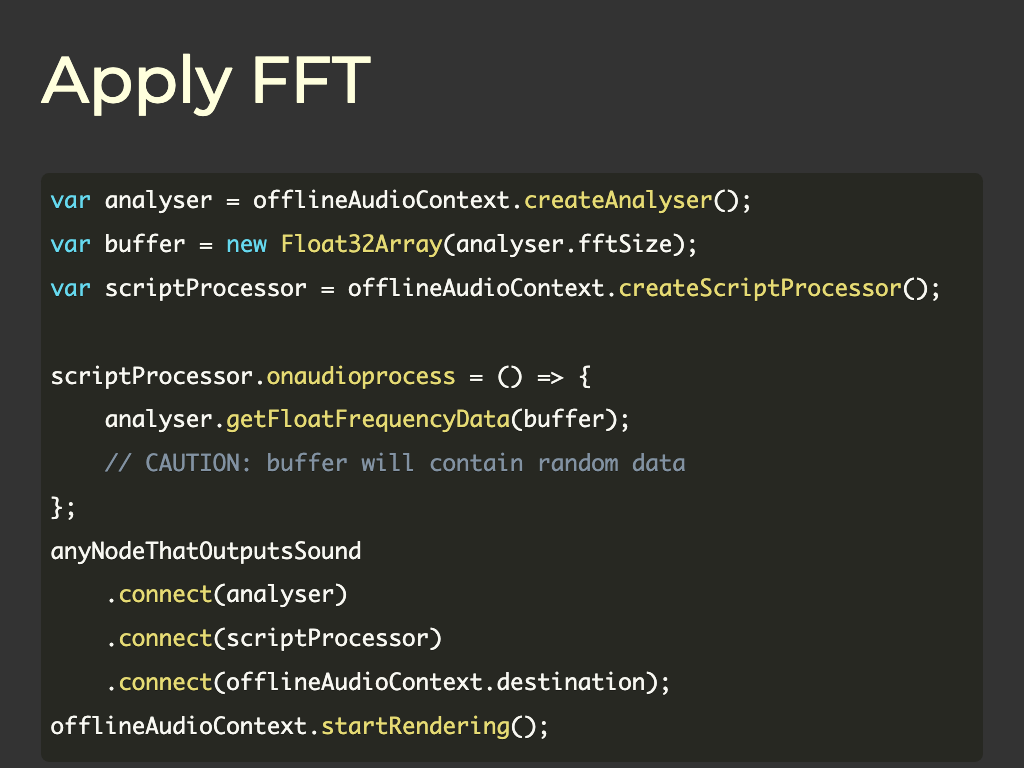 Apply FFT
var analyser = offlineAudioContext.createAnalyser();
var buffer = new Float32Array(analyser.fftSize);
var scriptProcessor = offlineAudioContext.createScriptProcessor();

scriptProcessor.onaudioprocess = () => {
    analyser.getFloatFrequencyData(buffer);
    // CAUTION: buffer will contain random data
};
anyNodeThatOutputsSound
    .connect(analyser)
    .connect(scriptProcessor)
    .connect(offlineAudioContext.destination);
offlineAudioContext.startRendering();